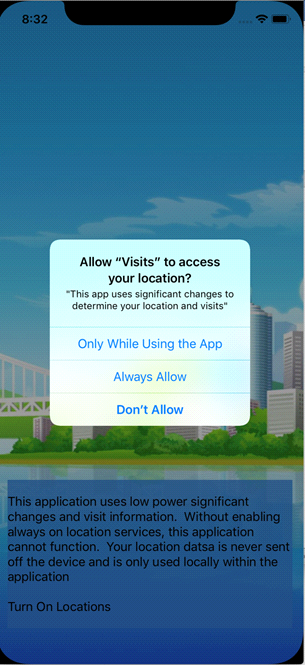 8:32
Allow “Visits” to access
your location?
"This app uses significant changes to
determine your location and visits"
Only While Using the App
Always Allow
Don’t Allow
This application uses low power significant
changes and visit information.  Without enabling
always on location services, this application
cannot function.  Your location datsa is never sent
off the device and is only used locally within the
application
Turn On Locations